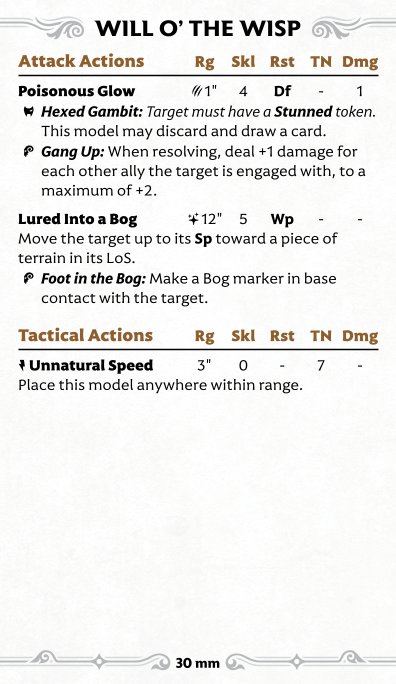 WILL O’ THE WISP
Attack Actions Rg Skl Rst TN Dmg
Poisonous Glow 1" 4 Df - 1
Hexed Gambit: Target must have a Stunned token.
This model may discard and draw a card.
Gang Up: When resolving, deal +1 damage for
each other ally the target is engaged with, to a
maximum of +2.
Lured Into a Bog 12" 5 Wp - -
Move the target up to its Sp toward a piece of
terrain in its LoS.
Foot in the Bog: Make a Bog marker in base
contact with the target.
Tactical Actions Rg Skl Rst TN Dmg
Unnatural Speed 3" 0 - 7 -
Place this model anywhere within range.
30 mm